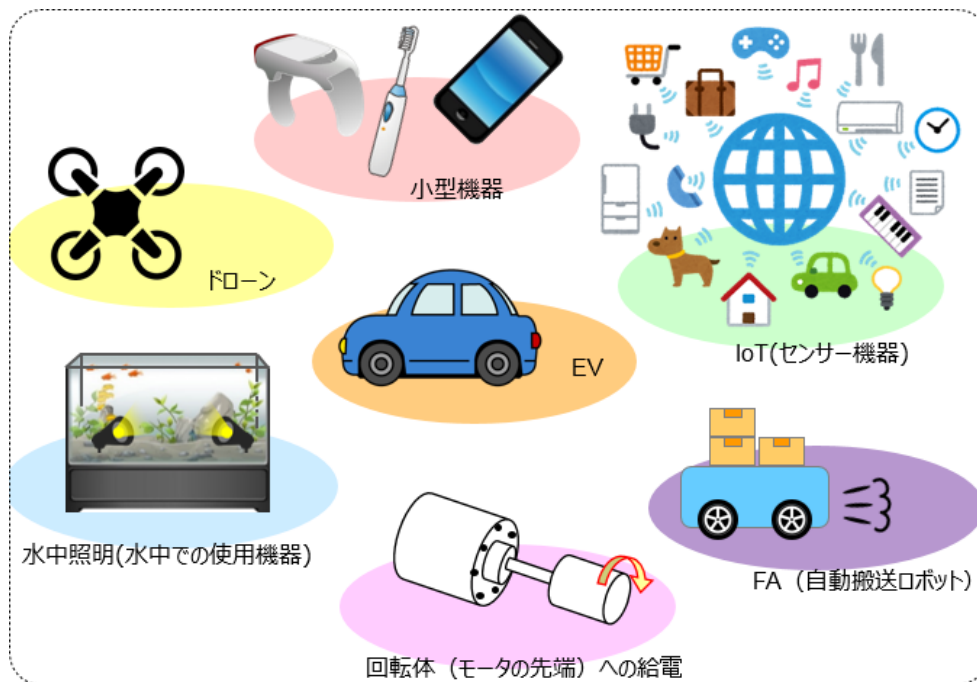 小型機器
ドローン
IoT(センサー機器)
EV
水中照明(水中での使用機器)
FA（自動搬送ロボット）
回転体（モータの先端）への給電